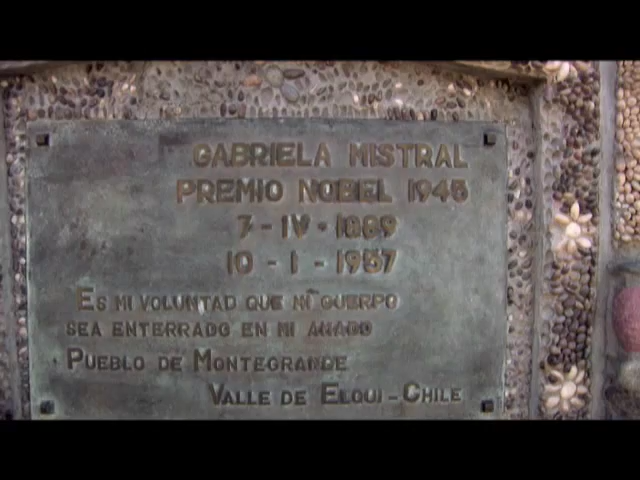 GABRIELA MISTRAL
PREMIO NOBEL 1945
7-IV-1889
10-1-1957
ES MI VOLUNTAD QUE MI CUERPO
SEA ENTERRADO EN MI AMADO
PUEBLO DE MONTEGRANDE
VALLE DE ELQUI-CHILE